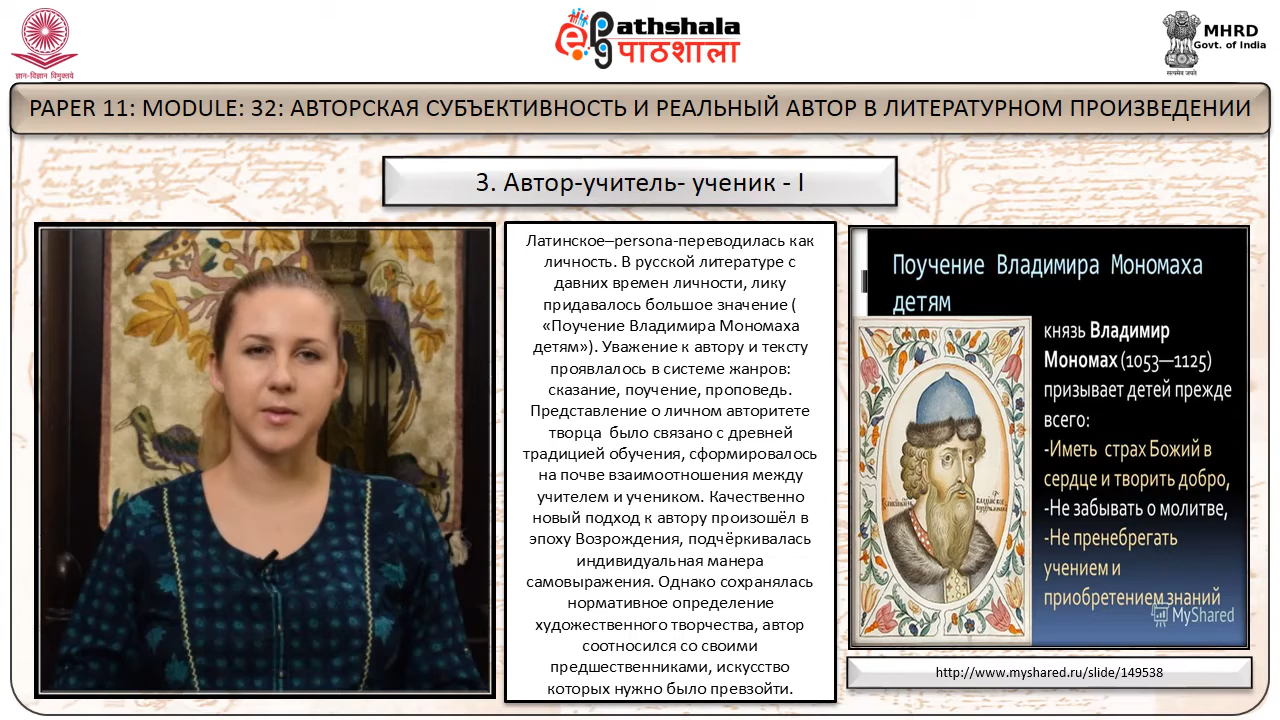 ज्ञान-विज्ञान विमुक्तये
ePg Pathshala
पाठशाला
MHRD
Govt. of India
सत्यमेव जयते
PAPER 11: MODULE: 32: АВТОРСКАЯ СУБЪЕКТИВНОСТЬ И РЕАЛЬНЫЙ АВТОР В ЛИТЕРАТУРНОМ ПРОИЗВЕДЕНИИ
3. Автор-учитель- ученик - I
Латинское–persona-переводилась как
личность. В русской литературе с
давних времен личности, лику
придавалось большое значение (
«Поучение Владимира Мономаха
детям»). Уважение к автору и тексту
проявлалось в системе жанров:
сказание, поучение, проповедь.
Представление о личном авторитете
творца было связано с древней
традицией обучения, сформировалось
на почве взаимоотношения между
учителем и учеником. Качественно
новый подход к автору произошёл в
эпоху Возрождения, подчёркивалась
индивидуальная манера
самовыражения. Однако сохранялась
нормативное определение
художественного творчества, автор
соотносился со своими
предшественниками, искусство
которых нужно было превзойти.
Поучение Владимира Мономаха
детям
князь Владимир
Мономах (1053—1125)
призывает детей прежде
всего:
-Иметь страх Божий в
сердце и творить добро,
-Не забывать о молитве,
-Не пренебрегать
учением и
приобретением знаний
MyShared
http://www.myshared.ru/slide/149538